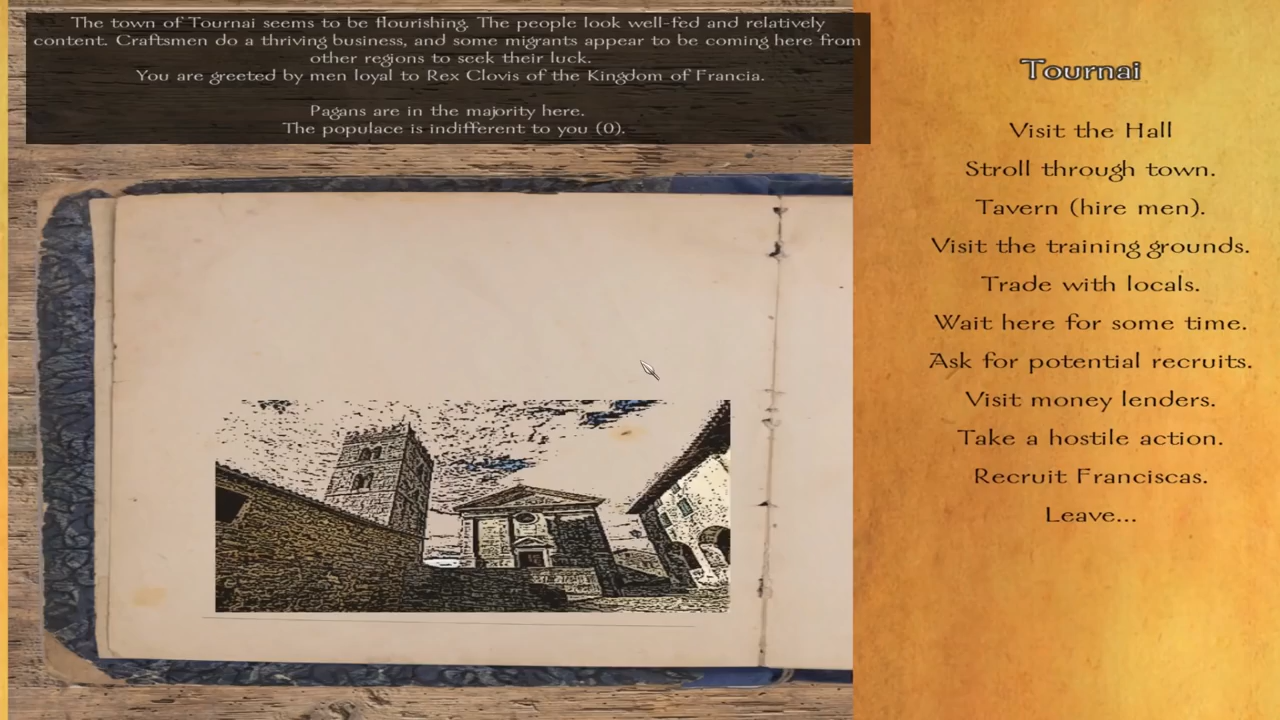 The town of Tournai seems to be flourishing. The people look well-fed and relatively
content. Craftsmen do a thriving business, and some migrants appear to be coming here from
other regions to seek their luck.
You are greeted by men loyal to Rex Clovis of the Kingdom of Francia.
Pagans are in the majority here.
The populace is indifferent to you (0).
Tournai
Visit the Hall
Stroll through town.
Tavern (hire men).
Visit the training grounds.
Trade with locals.
Wait here for some time.
Ask for potential recruits.
Visit money lenders.
Take a hostile action.
Recruit Franciscas.
Leave...